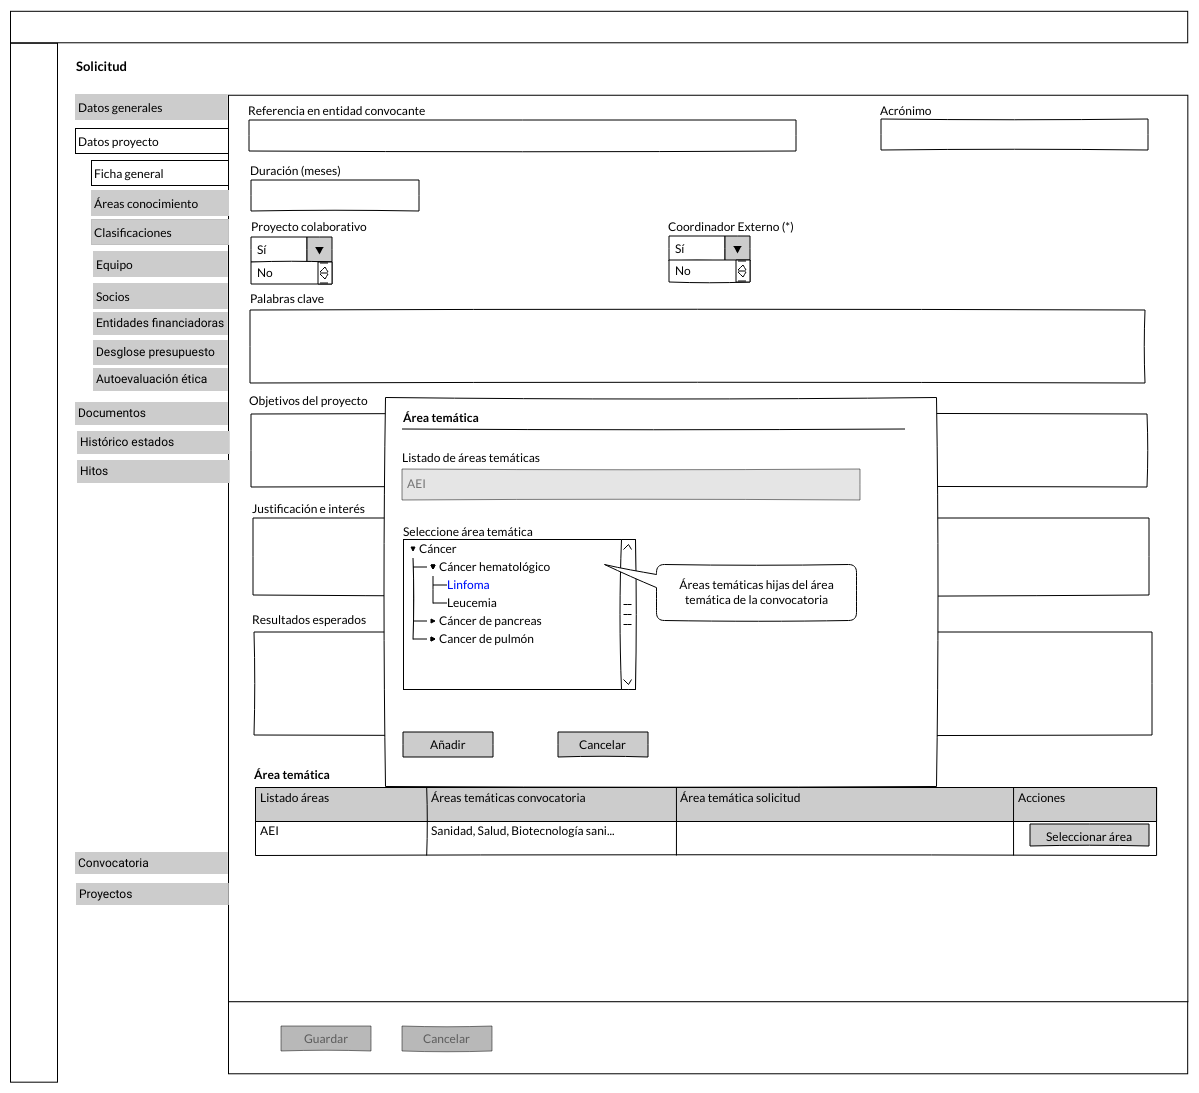 Solicitud
Datos generales
Datos proyecto
Ficha general
Áreas conocimiento
Clasificaciones
Equipo
Socios
Entidades financiadoras
Desglose presupuesto
Autoevaluación ética
Documentos
Histórico estados
Hitos
Convocatoria
Proyectos
Referencia en entidad convocante
Acrónimo
Duración (meses)
Proyecto colaborativo
Sí
No
Coordinador Externo (*)
Sí
No
Palabras clave
Objetivos del proyecto
Justificación e interés
Resultados esperados
Área temática
Listado de áreas temáticas
AEI
Seleccione área temática
Cáncer
Cáncer hematológico
Linfoma
Leucemia
Cáncer de pancreas
Cancer de pulmón
Áreas temáticas hijas del área
temática de la convocatoria
Añadir
Cancelar
Área temática
Listado áreas
Áreas temáticas convocatoria
Área temática solicitud
Acciones
AEI
Sanidad, Salud, Biotecnología sani...
Seleccionar área
Guardar
Cancelar